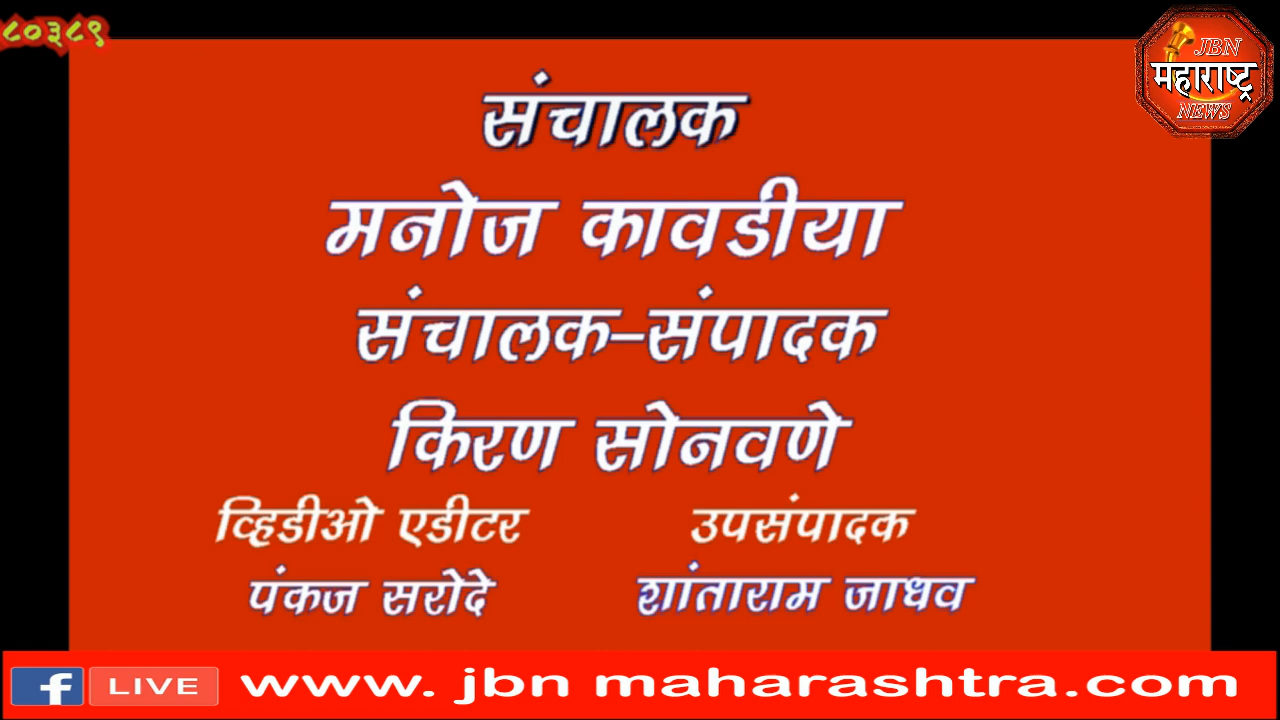 ८०३८९
JBN
महाराष्ट्र
NEWS
संचालक
मनोज कावडीया
संचालक–संपादक
किरण सोनवणे
व्हिडीओ एडीटर उपसंपादक
पंकज सरोदे शांताराम जाधव
f LIVE www. jbn maharashtra.com